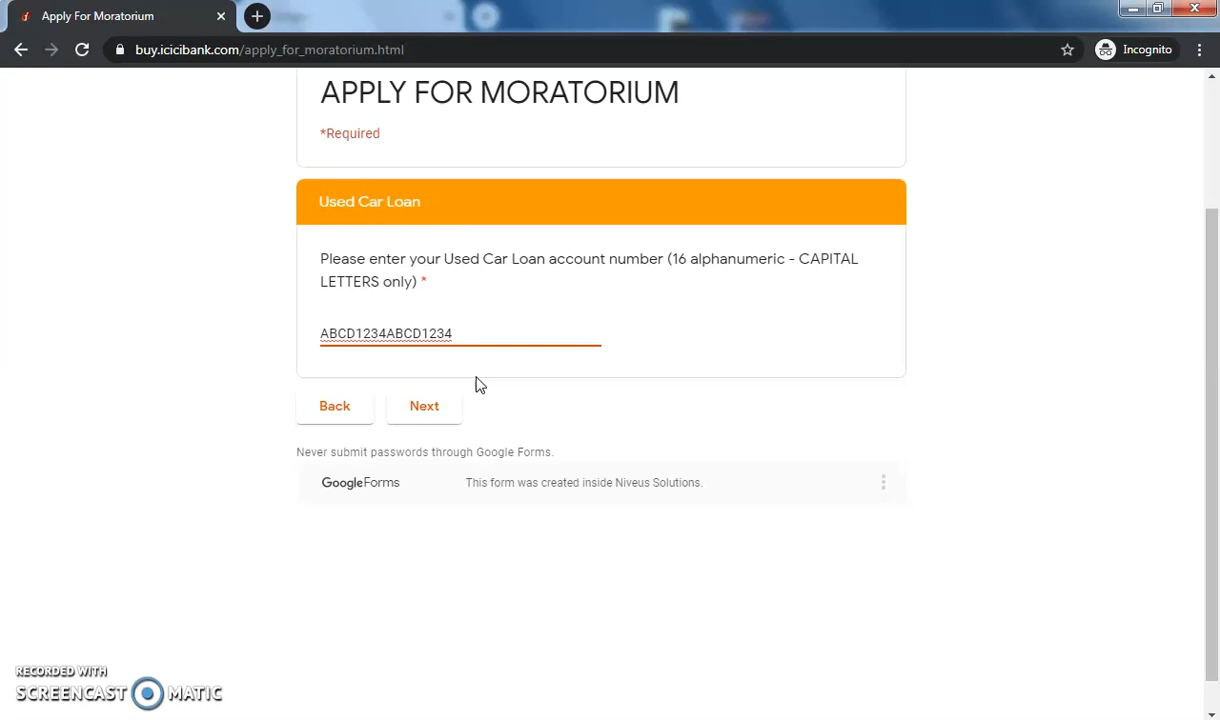 Apply For Moratorium
buy.icicibank.com/apply_for_moratorium.html
Incognito
APPLY FOR MORATORIUM
*Required
Used Car Loan
Please enter your Used Car Loan account number (16 alphanumeric - CAPITAL
LETTERS only) *
ABCD1234ABCD1234
Back
Next
Never submit passwords through Google Forms.
GoogleForms
This form was created inside Niveus Solutions.
RECORDED WITH
SCREENCAST MATIC